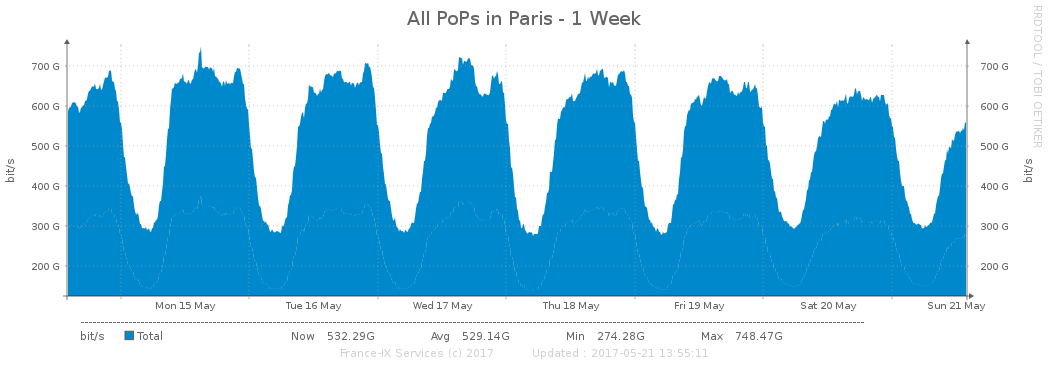 All PoPs in Paris - 1 Week
RRDTOOL / TOBI OETIKER
bit/s
bit/s
700 G 700 G
600 G 600 G
500 G 500 G
400 G 400 G
300 G 300 G
200 G 200 G
Mon 15 May Tue 16 May Wed 17 May Thu 18 May Fri 19 May Sat 20 May Sun 21 May
bit/s Total Now 532.29G Avg 529.14G Min 274.28G Max 748.47G
France-IX Services (c) 2017 Updated : 2017-05-21 13:55:11